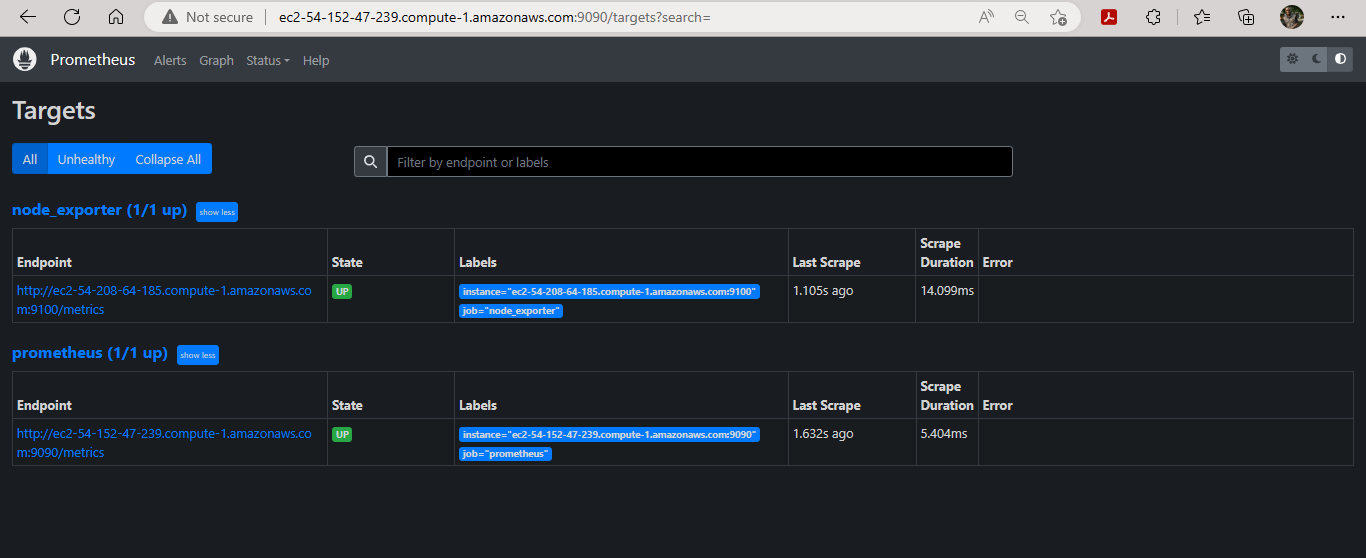 Not secure
ec2-54-152-47-239.compute-1.amazonaws.com:9090/targets?search=
Prometheus
Alerts
Graph
Status
Help
Targets
All
Unhealthy
Collapse All
Filter by endpoint or labels
node_exporter (1/1 up)
show less
Endpoint
State
Labels
Last Scrape
Scrape
Duration
Error
http://ec2-54-208-64-185.compute-1.amazonaws.co
m:9100/metrics
UP
instance="ec2-54-208-64-185.compute-1.amazonaws.com:9100"
job="node_exporter"
1.105s ago
14.099ms
prometheus (1/1 up)
show less
Endpoint
State
Labels
Last Scrape
Scrape
Duration
Error
http://ec2-54-152-47-239.compute-1.amazonaws.co
m:9090/metrics
UP
instance="ec2-54-152-47-239.compute-1.amazonaws.com:9090"
job="prometheus"
1.632s ago
5.404ms